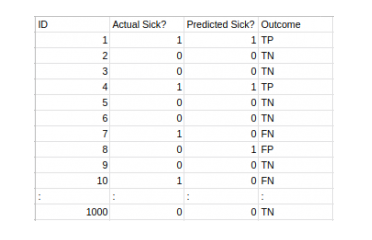 ID Actual Sick? Predicted Sick? Outcome
1 1 1 TP
2 0 0 TN
3 0 0 TN
4 1 1 TP
5 0 0 TN
6 0 0 TN
7 1 0 FN
8 0 1 FP
9 0 0 TN
10 1 0 FN
: : : :
1000 0 0 TN